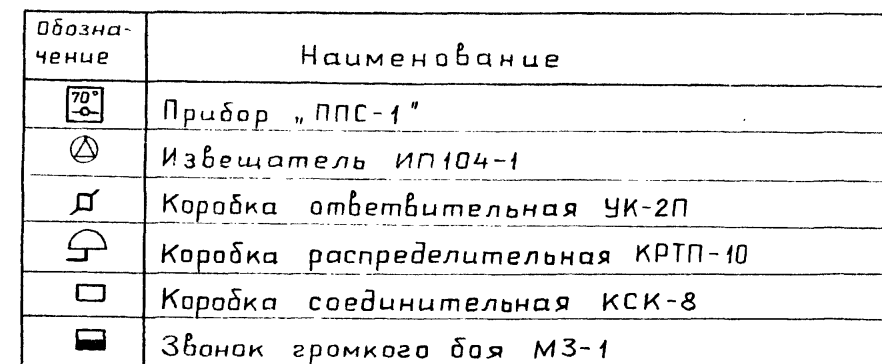 Обозна-
чение
Наименование
70°
Прибор „ППС-1"
Извещатель ИП104-1
Коробка ответвительная УК-2П
Коробка распределительная КРТП-10
Коробка соединительная КСК-8
Звонок громкого боя МЗ-1